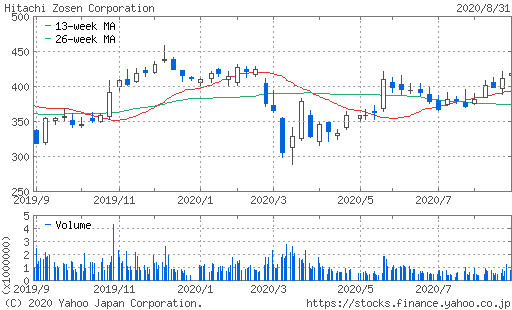 Hitachi Zosen Corporation 2020/8/31
500
13-week MA
26-week MA
450
400
350
300
250
2019/9 2019/11 2020/1 2020/3 2020/5 2020/7
5
Volume
4
3
2
1
0
(x10000000)
2019/9 2019/11 2020/1 2020/3 2020/5 2020/7
(C) 2020 Yahoo Japan Corporation. https://stocks.finance.yahoo.co.jp